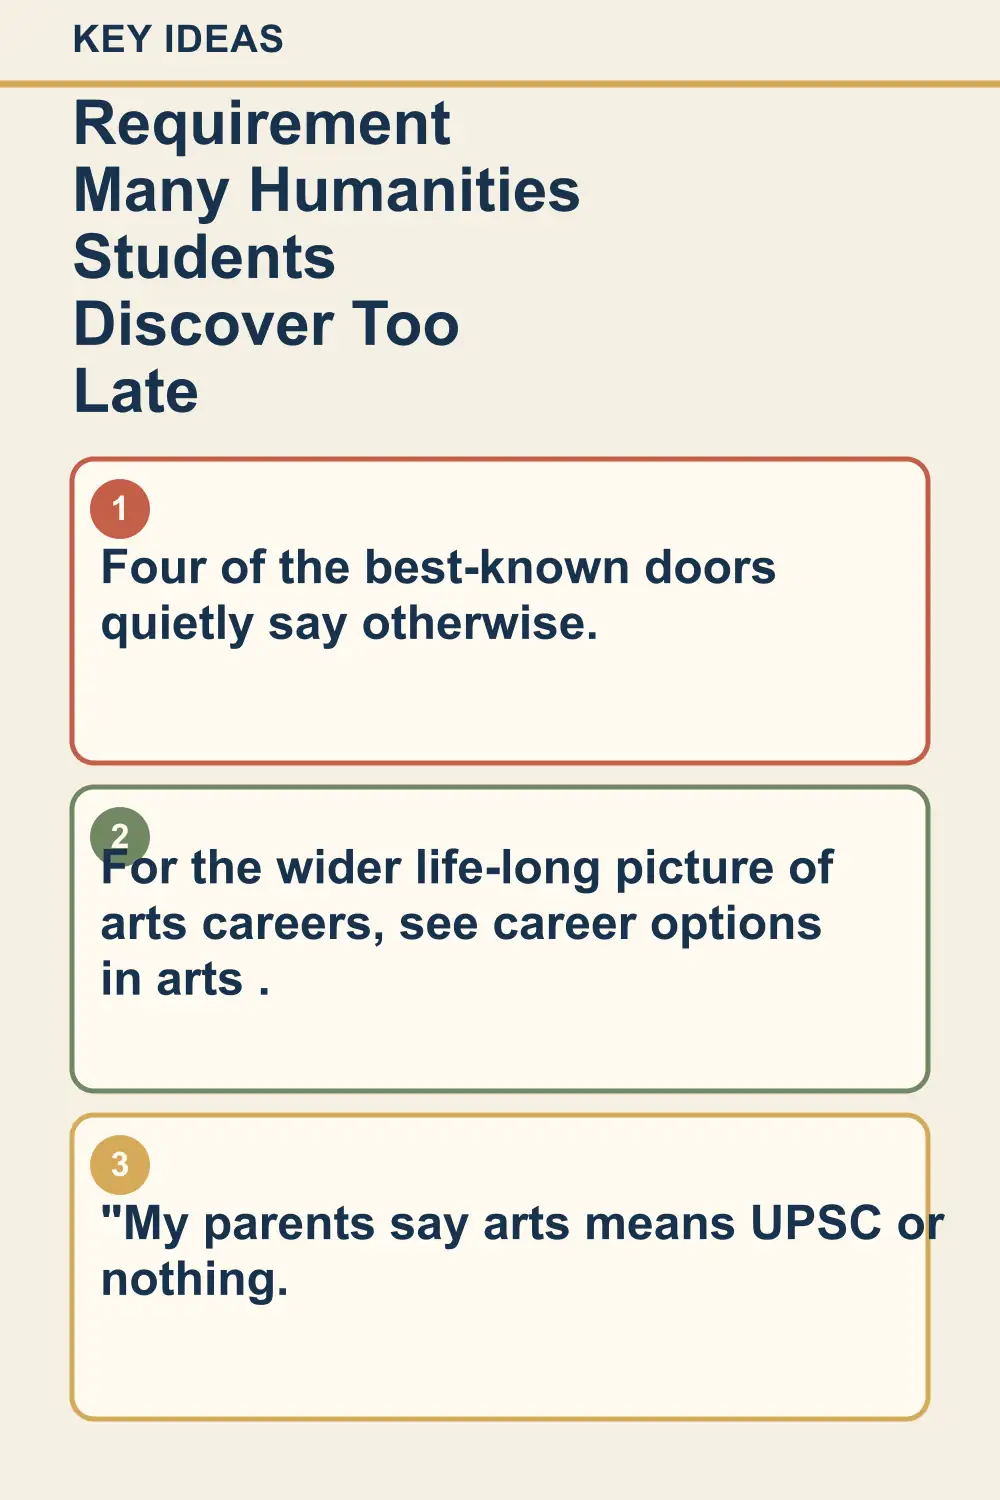 KEY IDEAS
Requirement
Many Humanities
Students
Discover Too
Late
1
Four of the best-known doors
quietly say otherwise.
2
For the wider life-long picture of
arts careers, see career options
in arts .
3
"My parents say arts means UPSC or
nothing.